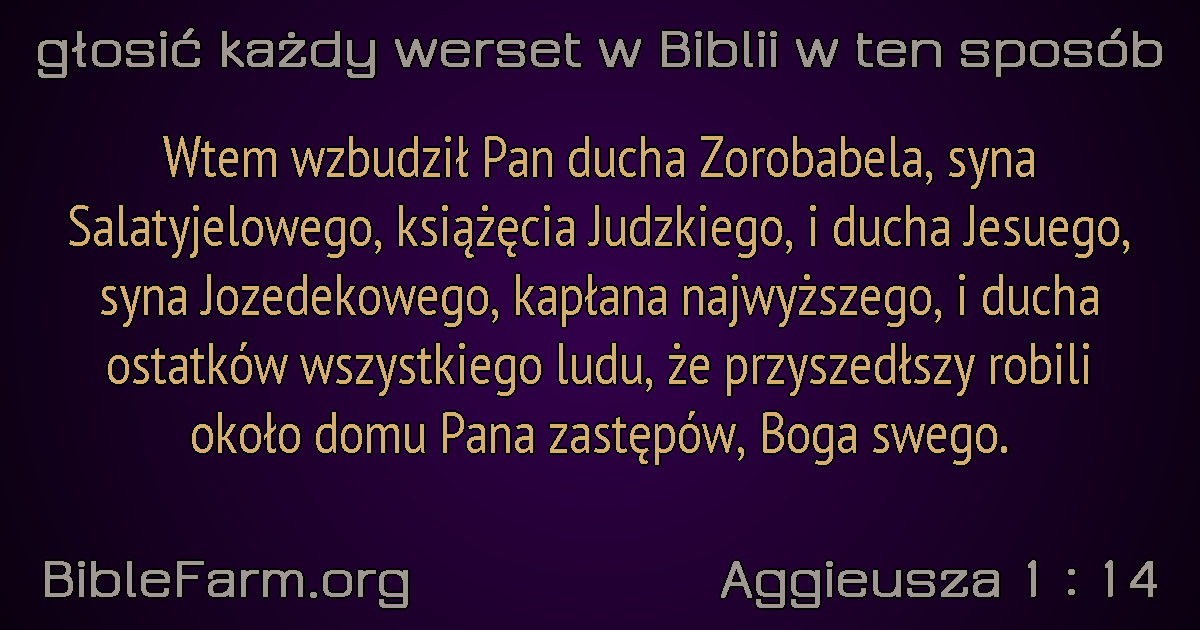 głosić każdy werset w Biblii w ten sposób
Wtem wzbudził Pan ducha Zorobabela, syna
Salatyjelowego, książęcia Judzkiego, i ducha Jesuego,
syna Jozedekowego, kapłana najwyższego, i ducha
ostatków wszystkiego ludu, że przyszedłszy robili
około domu Pana zastępów, Boga swego.
BibleFarm.org
Aggieusza 1 : 14